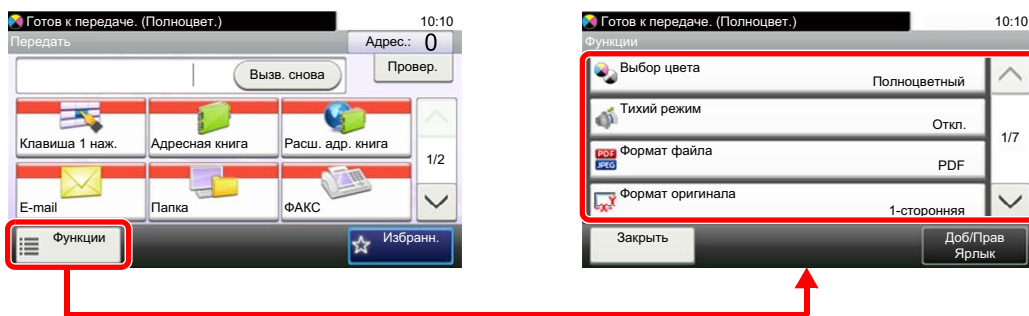 Готов к передаче. (Полноцвет.) 10:10
Передать Адрес.: 0
Вызв. снова Провер.
Клавиша 1 наж. Адресная книга Расш. адр. книга
1/2
E-mail Папка ФАКС
Функции Избранн.
Готов к передаче. (Полноцвет.) 10:10
Функции
Выбор цвета
Полноцветный
Тихий режим
Откл.
1/7
PDF Формат файла
JPEG PDF
Формат оригинала
1-сторонняя
Закрыть Доб/Прав
Ярлык